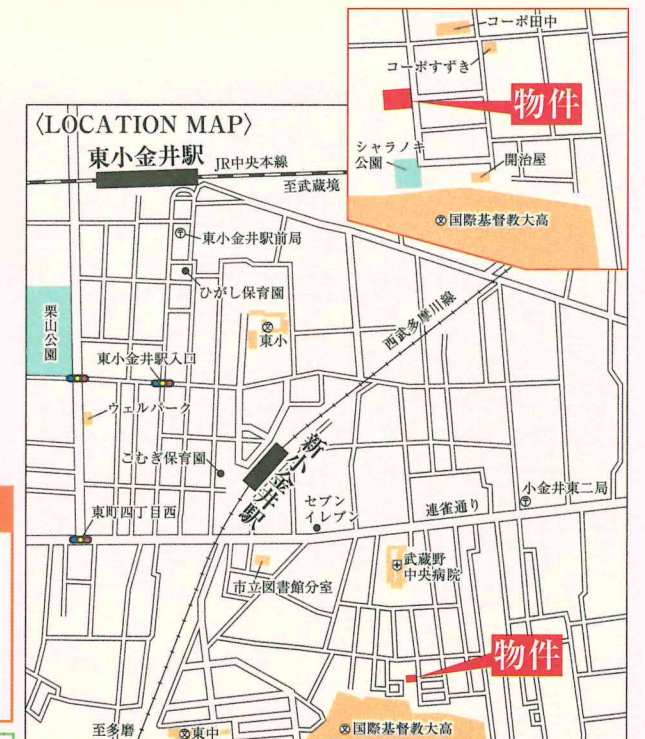 コーポ田中
コーポすずき
物件
シャラノキ
公園
開治屋
国際基督教大高
〈LOCATION MAP〉
東小金井駅
JR中央本線
至武蔵境
東小金井駅前局
ひがし保育園
栗山公園
東小
西武多摩川線
東小金井駅入口
ウェルパーク
こむぎ保育園
新小金井駅
セブン
イレブン
連雀通り
小金井東二局
東町四丁目西
武蔵野
中央病院
市立図書館分室
物件
至多磨
東中
国際基督教大高